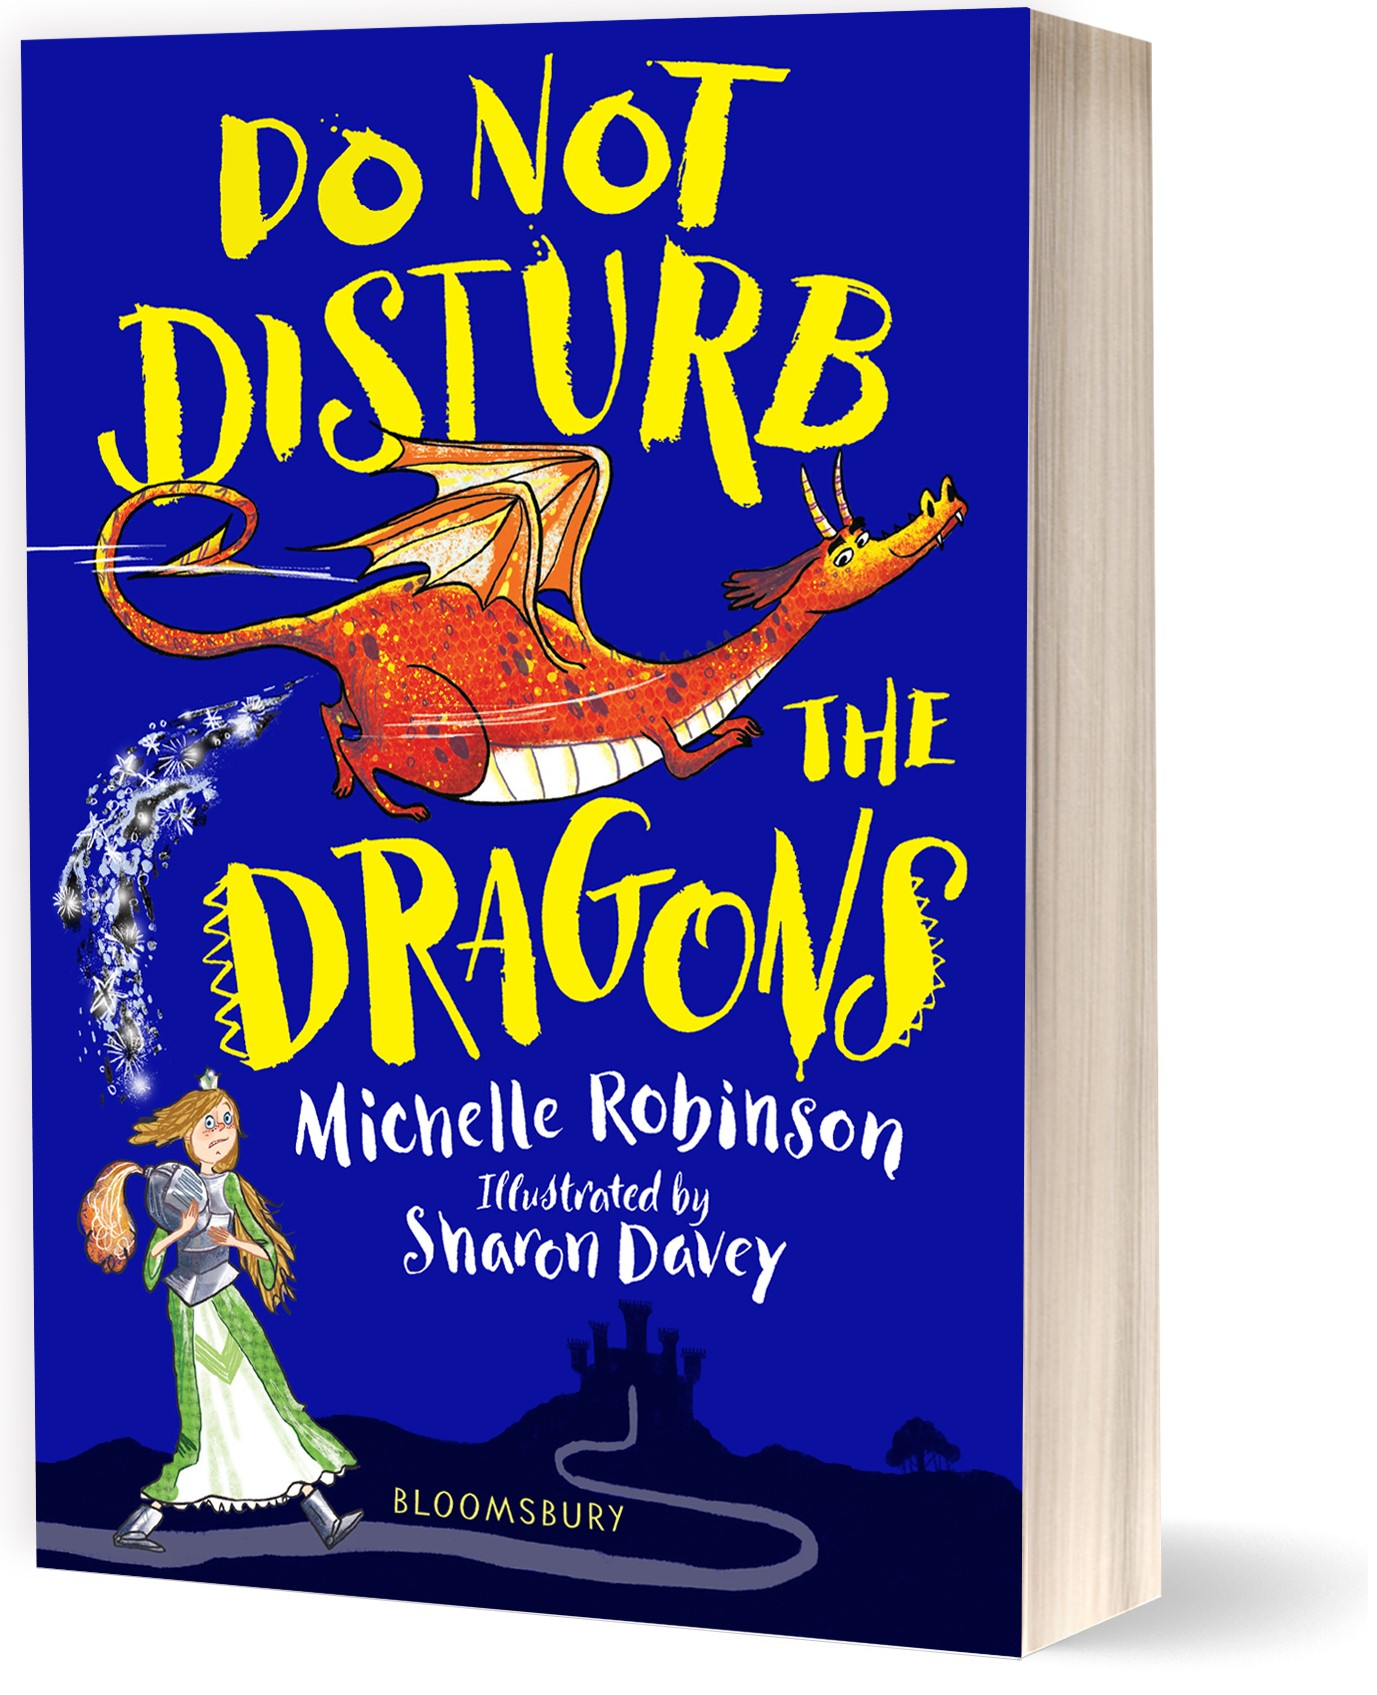 DO NOT
DISTURB
THE
DRAGONS
Michelle Robinson
Illustrated by
Sharon Davey
BLOOMSBURY